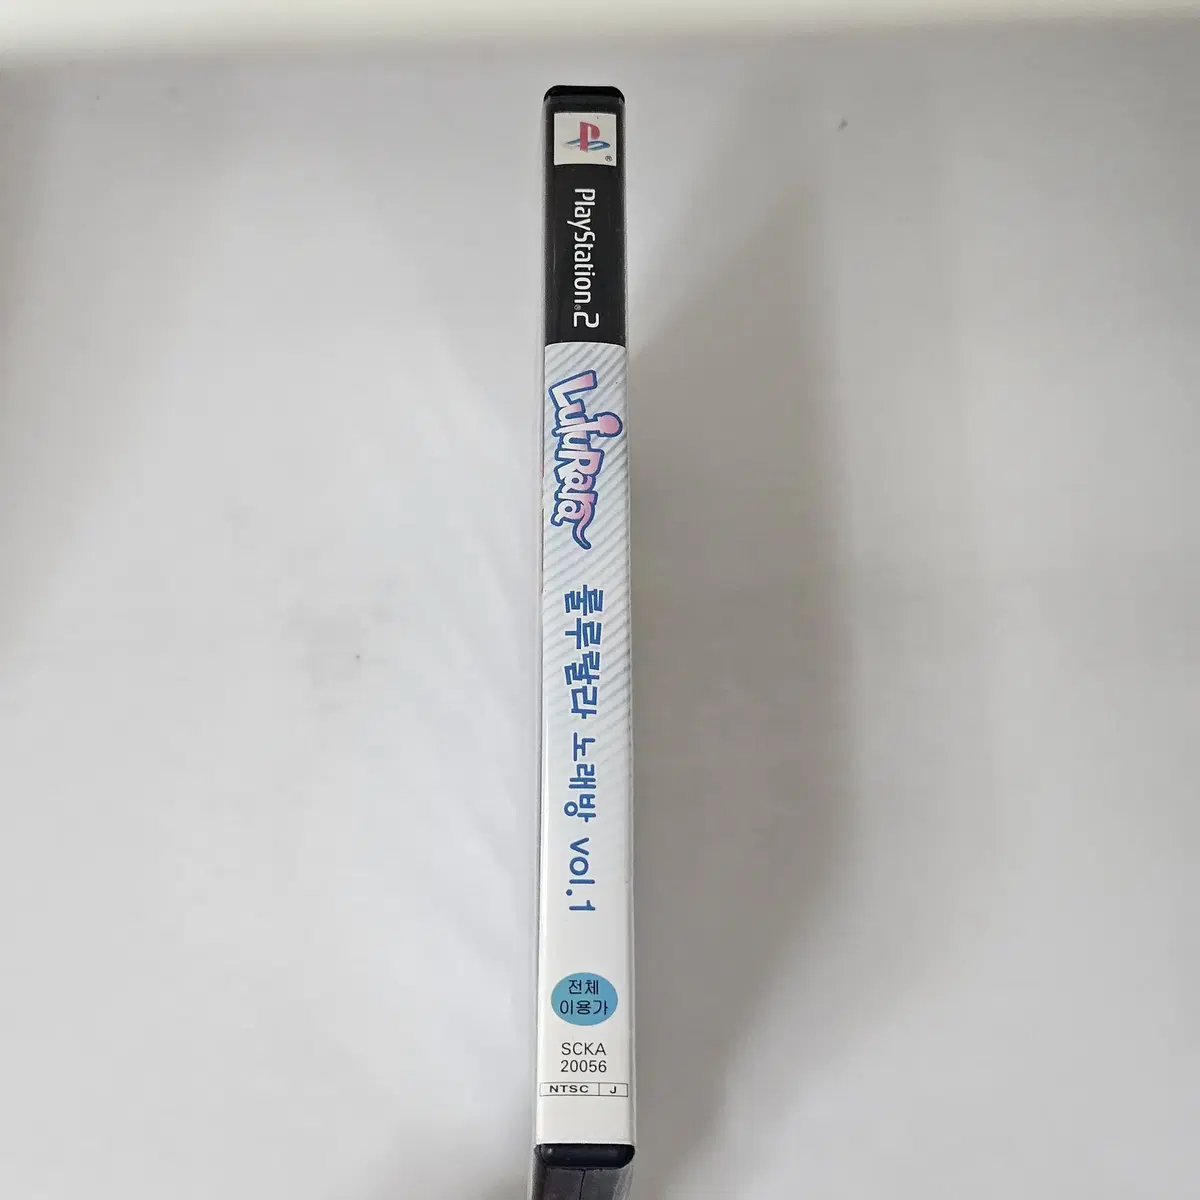 PlayStation®2
LuluRala
룰루랄라 노래방 vol.1
전체
이용가
SCKA
20056
NTSC J